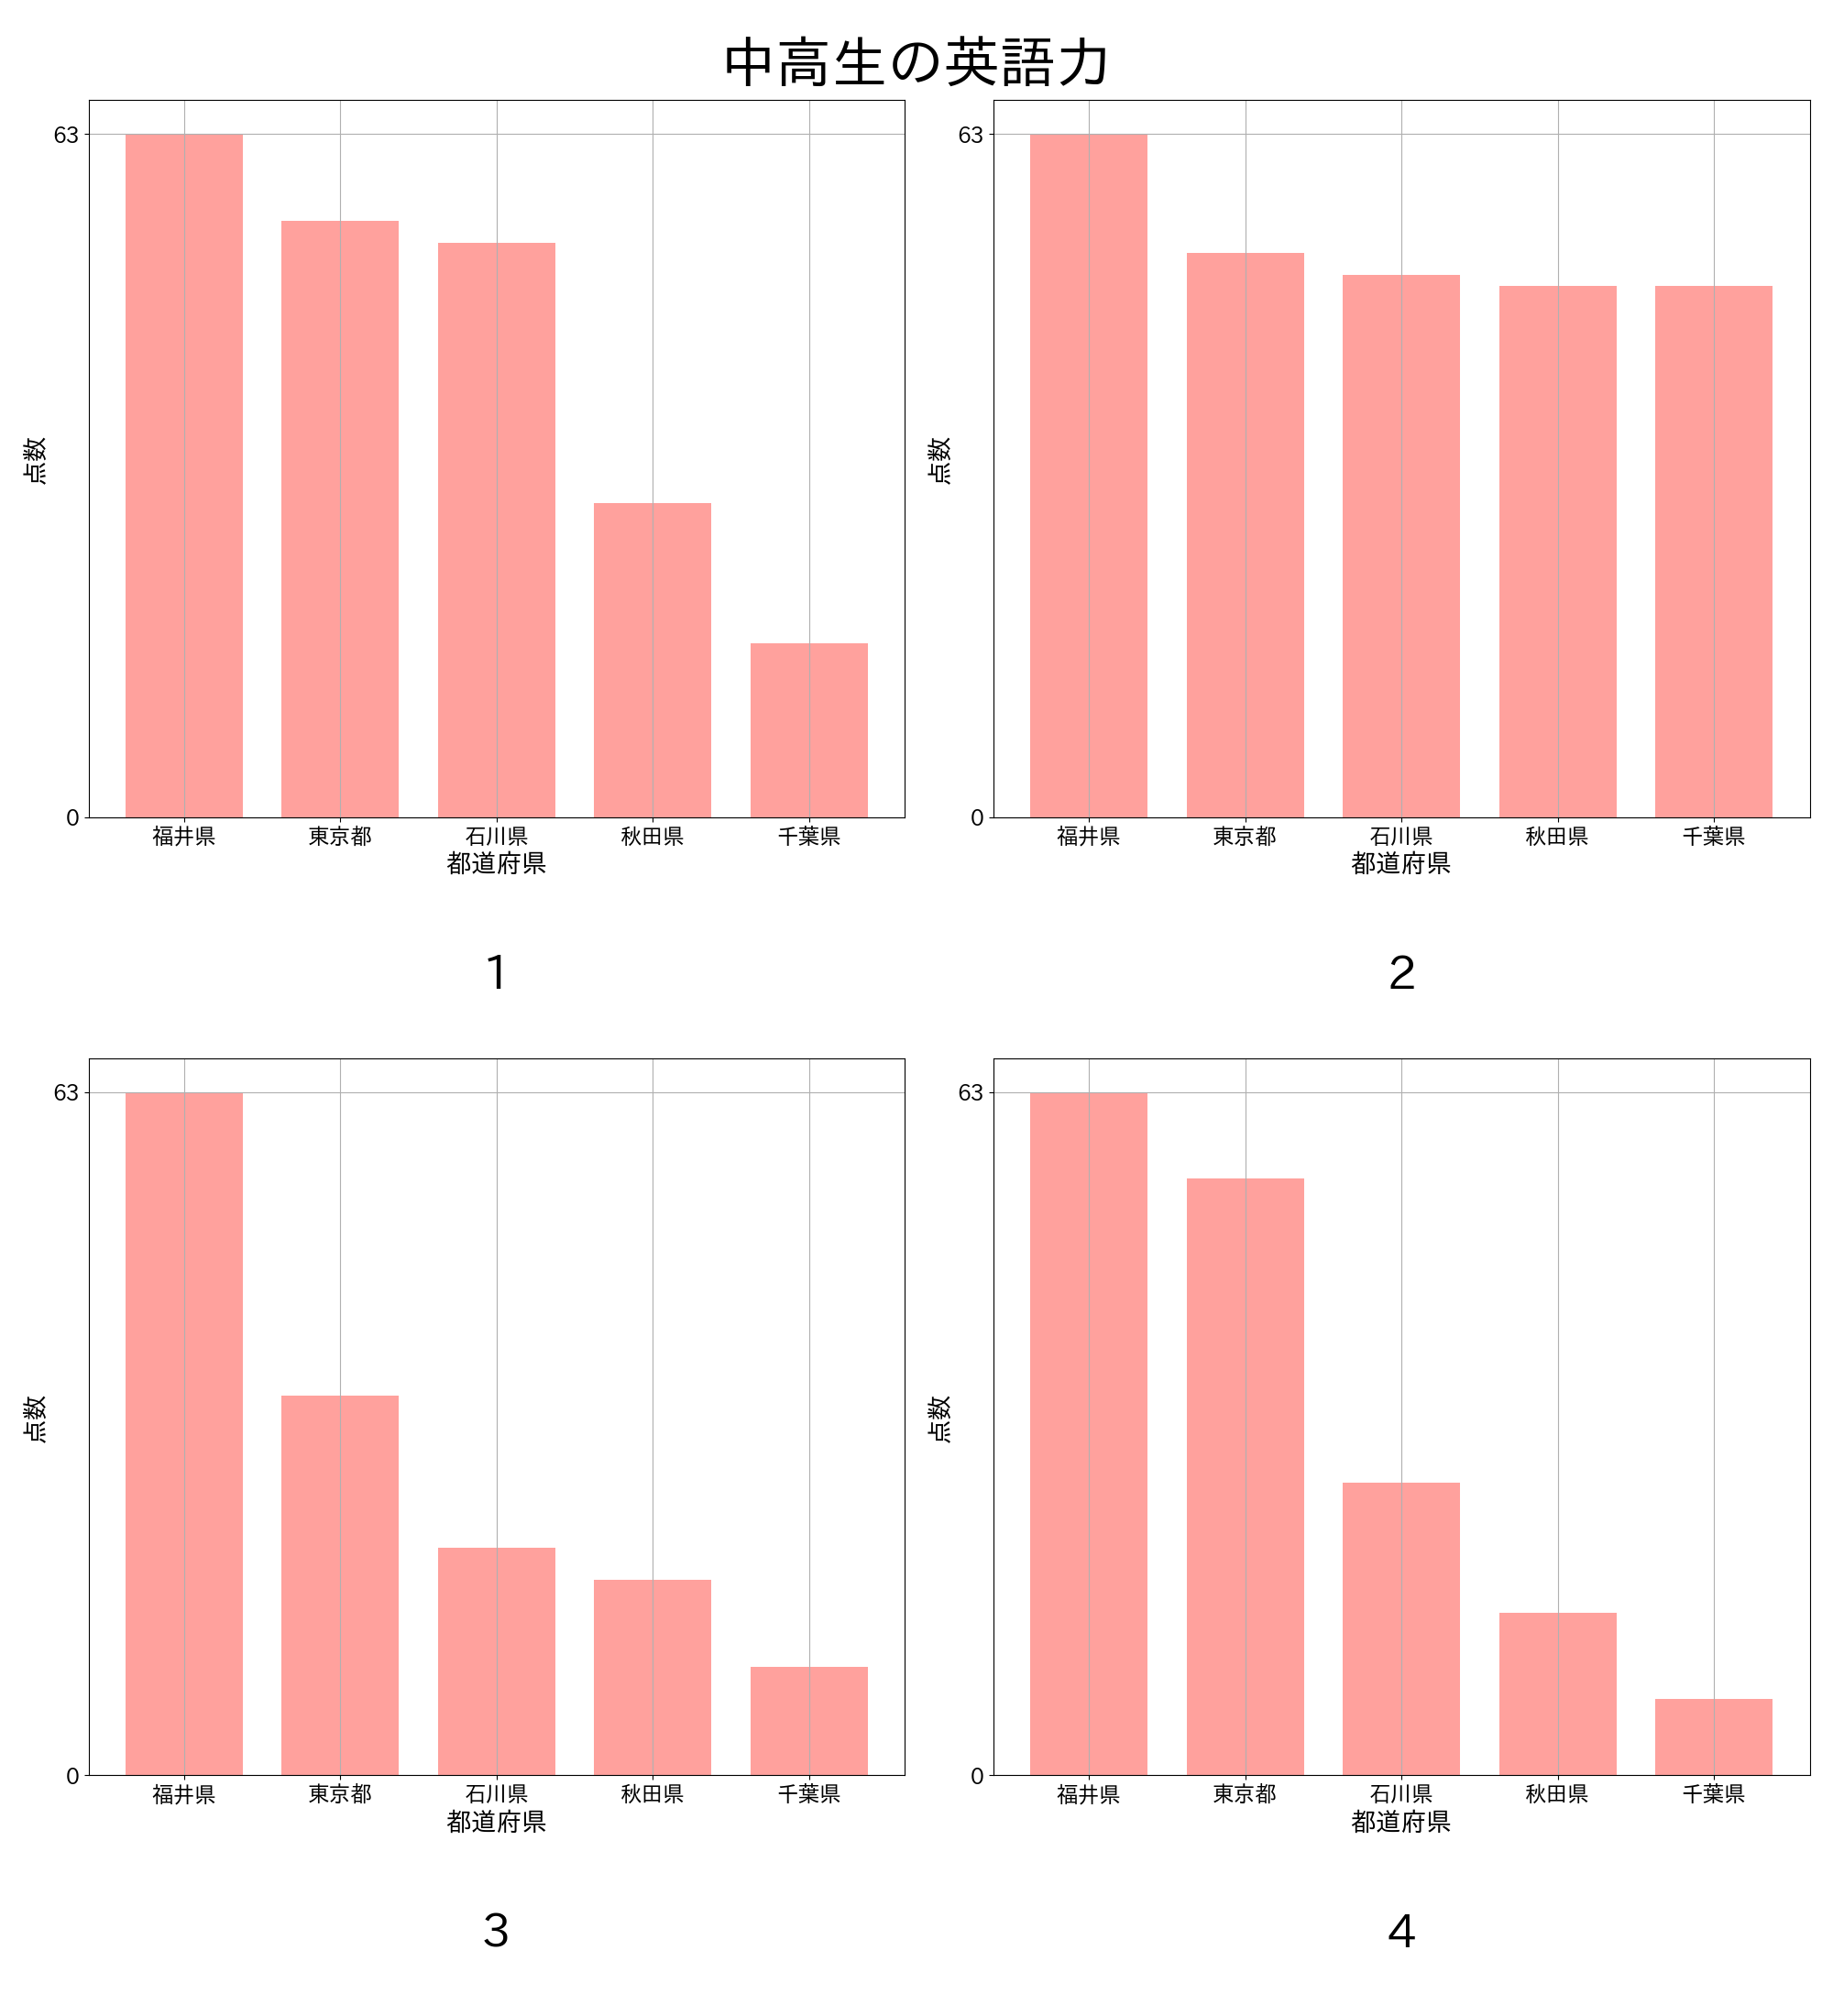 中高生の英語力
63
0
点数
福井県 東京都 石川県 秋田県 千葉県
都道府県
1
63
0
点数
福井県 東京都 石川県 秋田県 千葉県
都道府県
2
63
0
点数
福井県 東京都 石川県 秋田県 千葉県
都道府県
3
63
0
点数
福井県 東京都 石川県 秋田県 千葉県
都道府県
4